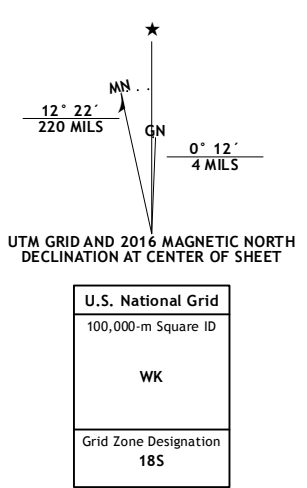 ★
MN
12° 22´
220 MILS
GN
0° 12´
4 MILS
UTM GRID AND 2016 MAGNETIC NORTH
DECLINATION AT CENTER OF SHEET
U.S. National Grid
100,000-m Square ID
WK
Grid Zone Designation
18S